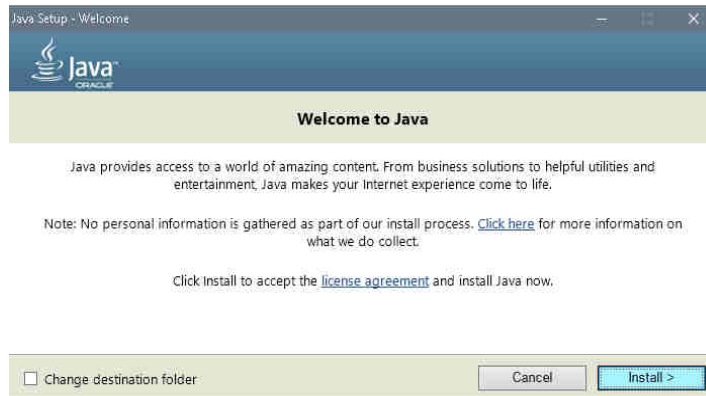 Java Setup - Welcome
Java™
ORACLE
Welcome to Java
Java provides access to a world of amazing content. From business solutions to helpful utilities and
entertainment, Java makes your Internet experience come to life.
Note: No personal information is gathered as part of our install process. Click here for more information on
what we do collect.
Click Install to accept the license agreement and install Java now.
Change destination folder
Cancel
Install >